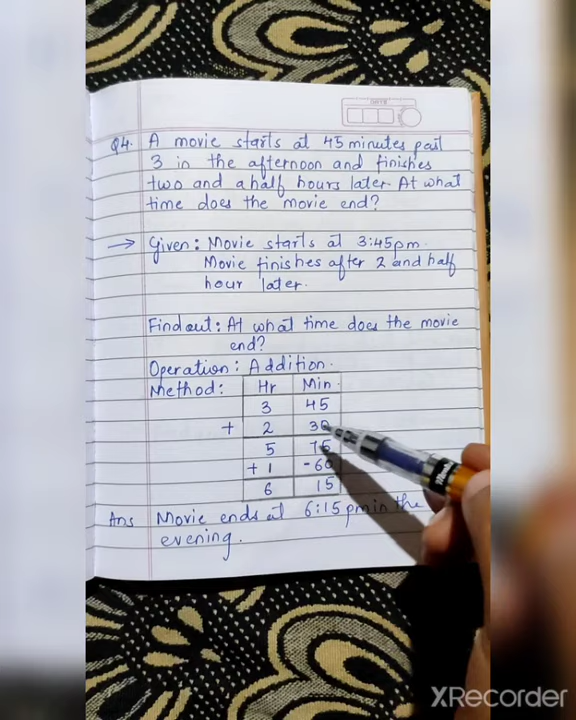 Q4. A movie starts at 45 minutes past
3 in the afternoon and finishes
two and a half hours later. At what
time does the movie end?
→ Given: Movie starts at 3:45pm.
Movie finishes after 2 and half
hour later.
Find out: At what time does the movie
end?
Operation: Addition.
Method: Hr Min.
3 45
+ 2 30
5 75
+1 -60
6 15
Ans Movie ends at 6:15 pm in the
evening.
XRecorder